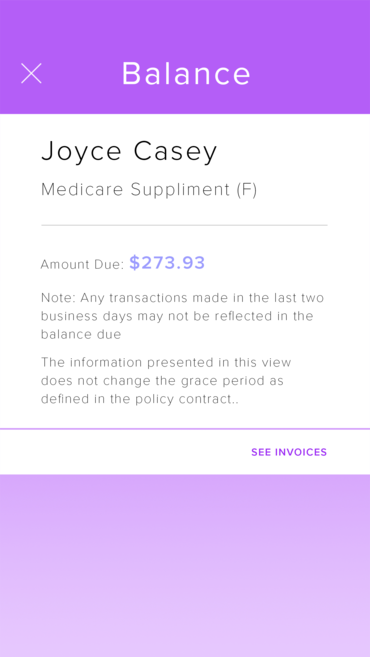 Balance
Joyce Casey
Medicare Suppliment (F)
Amount Due: $273.93
Note: Any transactions made in the last two
business days may not be reflected in the
balance due
The information presented in this view
does not change the grace period as
defined in the policy contract..
SEE INVOICES